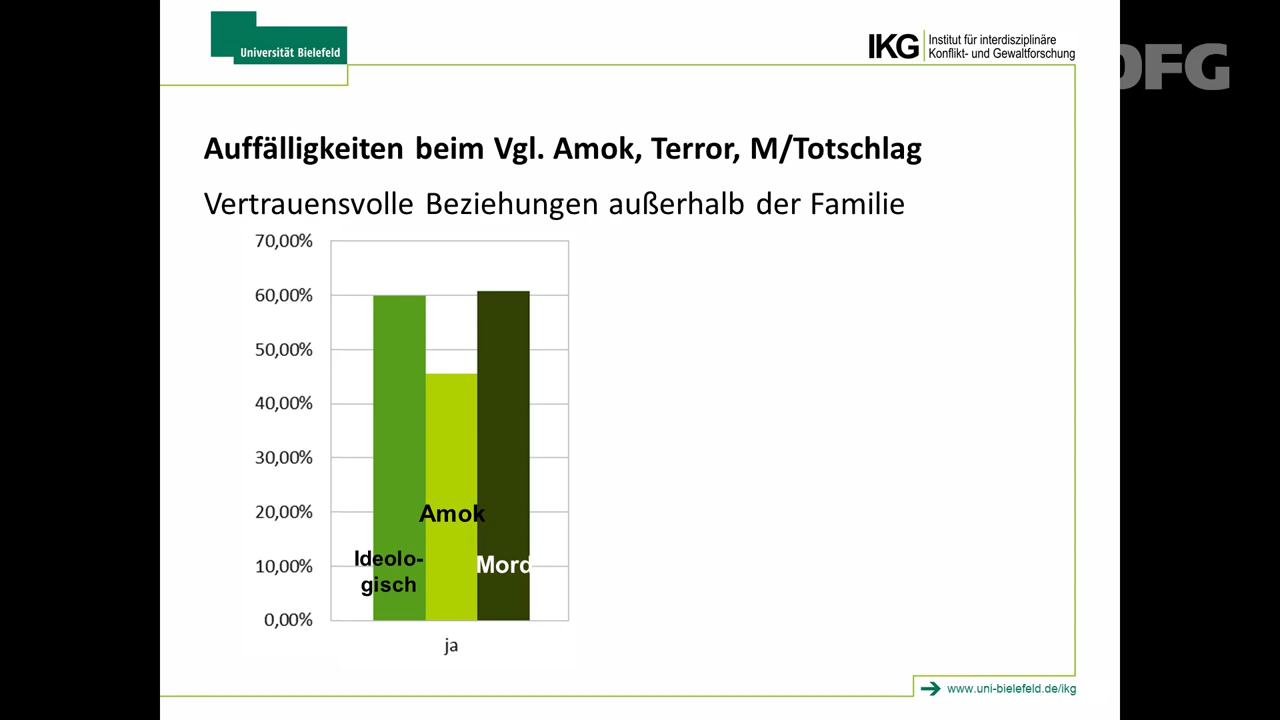 Universität Bielefeld
IKG
Institut für interdisziplinäre
Konflikt- und Gewaltforschung
DFG
Auffälligkeiten beim Vgl. Amok, Terror, M/Totschlag
Vertrauensvolle Beziehungen außerhalb der Familie
70,00%
60,00%
50,00%
40,00%
30,00%
20,00%
10,00%
0,00%
Amok
Ideolo-
gisch
Mord
ja
www.uni-bielefeld.de/ikg